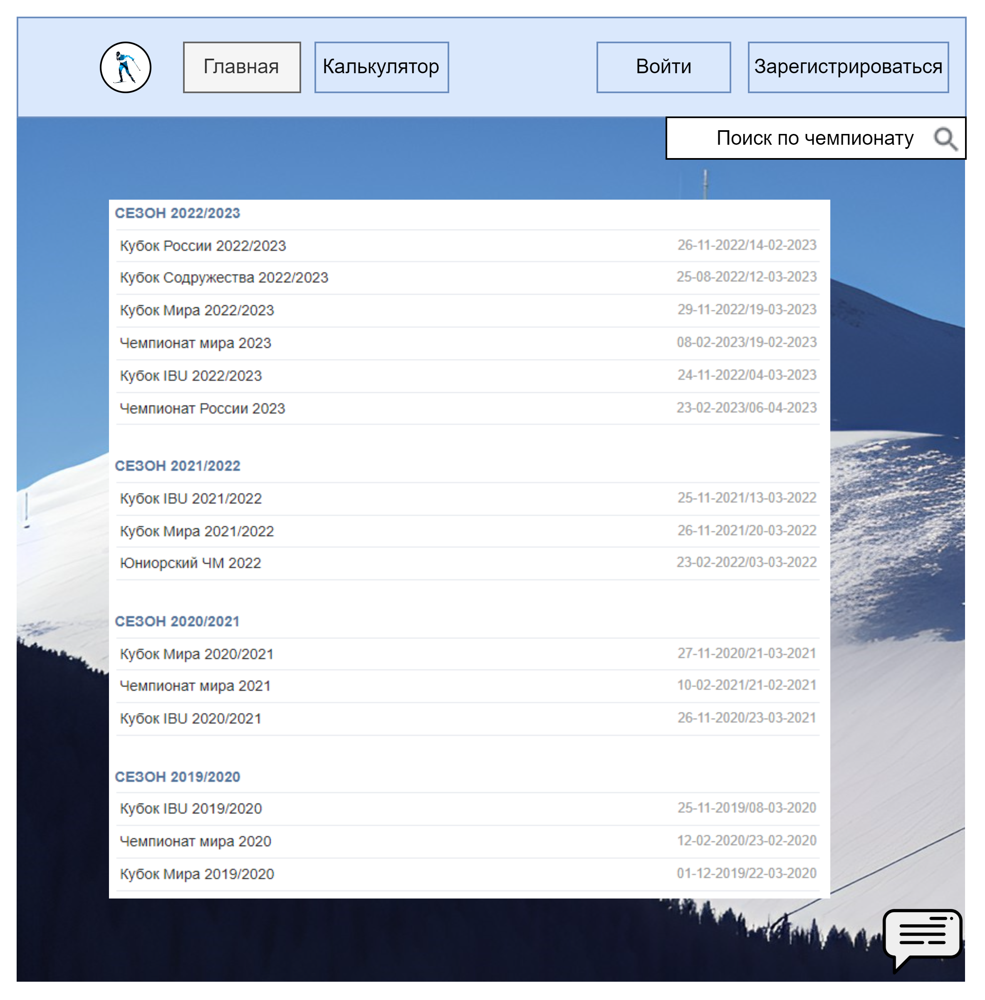 Главная
Калькулятор
Войти
Зарегистрироваться
Поиск по чемпионату
СЕЗОН 2022/2023
Кубок России 2022/2023 26-11-2022/14-02-2023
Кубок Содружества 2022/2023 25-08-2022/12-03-2023
Кубок Мира 2022/2023 29-11-2022/19-03-2023
Чемпионат мира 2023 08-02-2023/19-02-2023
Кубок IBU 2022/2023 24-11-2022/04-03-2023
Чемпионат России 2023 23-02-2023/06-04-2023
СЕЗОН 2021/2022
Кубок IBU 2021/2022 25-11-2021/13-03-2022
Кубок Мира 2021/2022 26-11-2021/20-03-2022
Юниорский ЧМ 2022 23-02-2022/03-03-2022
СЕЗОН 2020/2021
Кубок Мира 2020/2021 27-11-2020/21-03-2021
Чемпионат мира 2021 10-02-2021/21-02-2021
Кубок IBU 2020/2021 26-11-2020/23-03-2021
СЕЗОН 2019/2020
Кубок IBU 2019/2020 25-11-2019/08-03-2020
Чемпионат мира 2020 12-02-2020/23-02-2020
Кубок Мира 2019/2020 01-12-2019/22-03-2020